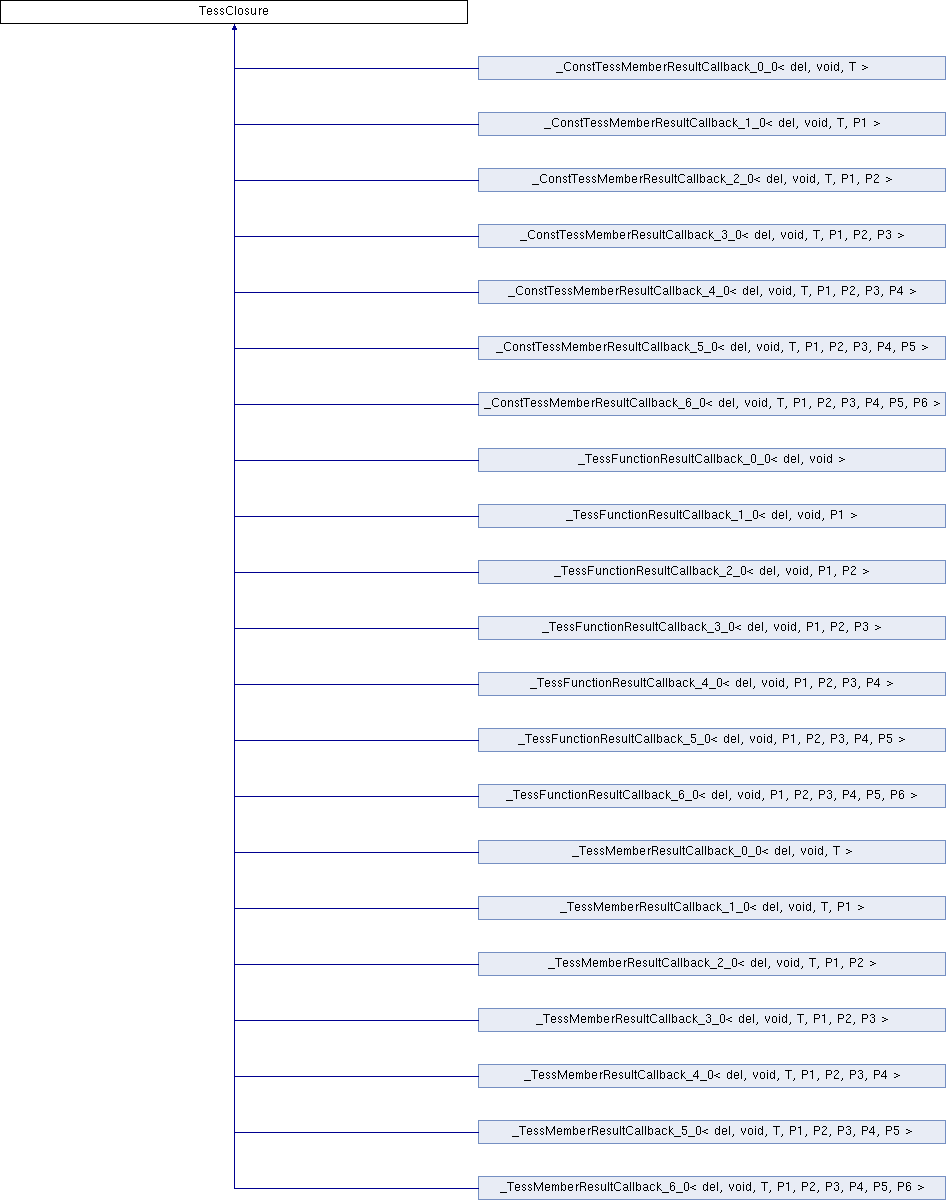 TessClosure
_ConstTessMemberResultCallback_0_0< del, void, T >
_ConstTessMemberResultCallback_1_0< del, void, T, P1 >
_ConstTessMemberResultCallback_2_0< del, void, T, P1, P2 >
_ConstTessMemberResultCallback_3_0< del, void, T, P1, P2, P3 >
_ConstTessMemberResultCallback_4_0< del, void, T, P1, P2, P3, P4 >
_ConstTessMemberResultCallback_5_0< del, void, T, P1, P2, P3, P4, P5 >
_ConstTessMemberResultCallback_6_0< del, void, T, P1, P2, P3, P4, P5, P6 >
_TessFunctionResultCallback_0_0< del, void >
_TessFunctionResultCallback_1_0< del, void, P1 >
_TessFunctionResultCallback_2_0< del, void, P1, P2 >
_TessFunctionResultCallback_3_0< del, void, P1, P2, P3 >
_TessFunctionResultCallback_4_0< del, void, P1, P2, P3, P4 >
_TessFunctionResultCallback_5_0< del, void, P1, P2, P3, P4, P5 >
_TessFunctionResultCallback_6_0< del, void, P1, P2, P3, P4, P5, P6 >
_TessMemberResultCallback_0_0< del, void, T >
_TessMemberResultCallback_1_0< del, void, T, P1 >
_TessMemberResultCallback_2_0< del, void, T, P1, P2 >
_TessMemberResultCallback_3_0< del, void, T, P1, P2, P3 >
_TessMemberResultCallback_4_0< del, void, T, P1, P2, P3, P4 >
_TessMemberResultCallback_5_0< del, void, T, P1, P2, P3, P4, P5 >
_TessMemberResultCallback_6_0< del, void, T, P1, P2, P3, P4, P5, P6 >